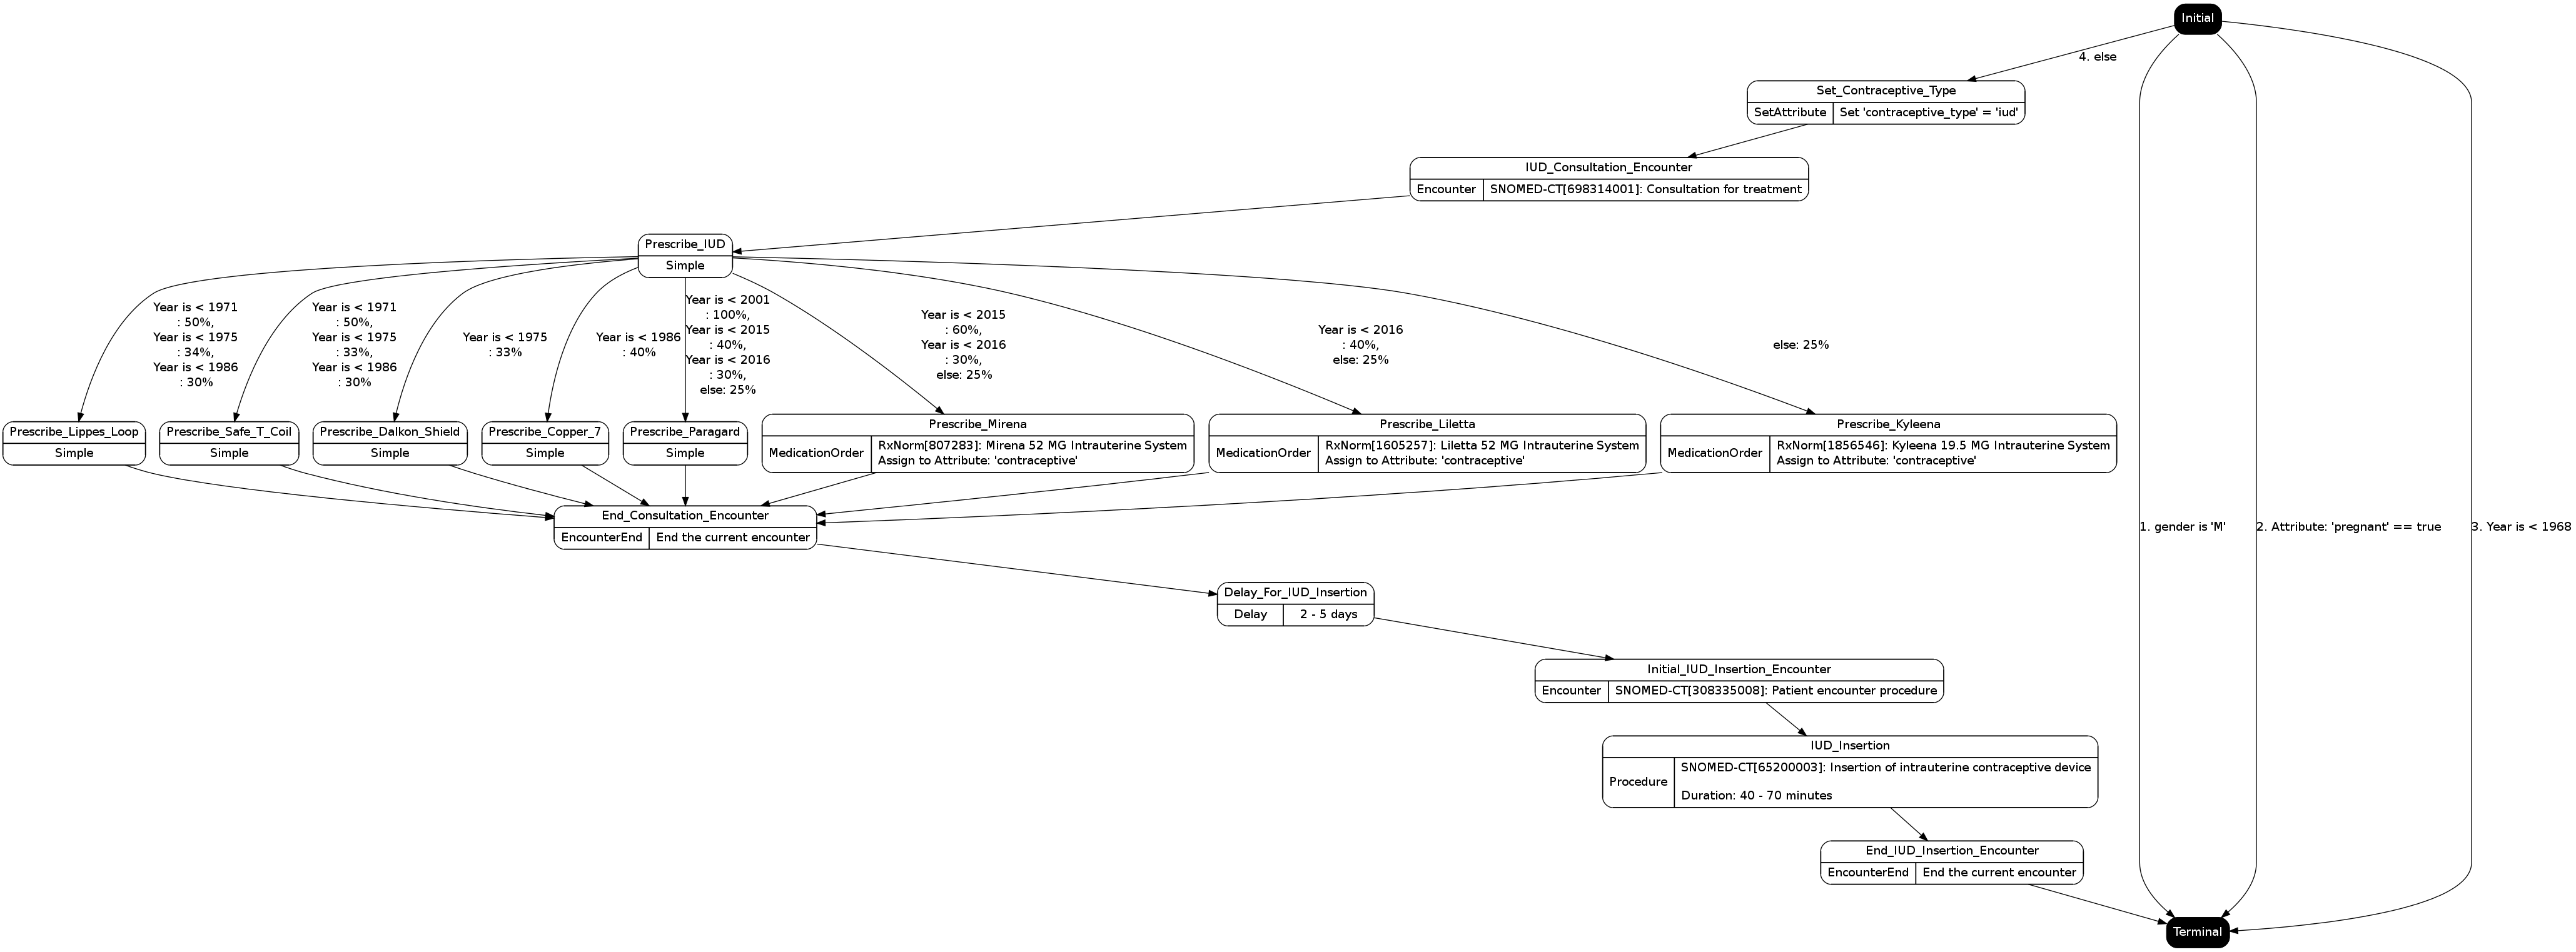 Initial
4. else
Set_Contraceptive_Type
SetAttribute
Set 'contraceptive_type' = 'iud'
IUD_Consultation_Encounter
Encounter
SNOMED-CT[698314001]: Consultation for treatment
Prescribe_IUD
Simple
Year is < 1971
: 50%,
Year is < 1975
: 34%,
Year is < 1986
: 30%
Year is < 1971
: 50%,
Year is < 1975
: 33%,
Year is < 1986
: 30%
Year is < 1975
: 33%
Year is < 1986
: 40%
Year is < 2001
: 100%,
Year is < 2015
: 40%,
Year is < 2016
: 30%,
else: 25%
Year is < 2015
: 60%,
Year is < 2016
: 30%,
else: 25%
Year is < 2016
: 40%,
else: 25%
else: 25%
Prescribe_Lippes_Loop
Simple
Prescribe_Safe_T_Coil
Simple
Prescribe_Dalkon_Shield
Simple
Prescribe_Copper_7
Simple
Prescribe_Paragard
Simple
Prescribe_Mirena
MedicationOrder
RxNorm[807283]: Mirena 52 MG Intrauterine System
Assign to Attribute: 'contraceptive'
Prescribe_Liletta
MedicationOrder
RxNorm[1605257]: Liletta 52 MG Intrauterine System
Assign to Attribute: 'contraceptive'
Prescribe_Kyleena
MedicationOrder
RxNorm[1856546]: Kyleena 19.5 MG Intrauterine System
Assign to Attribute: 'contraceptive'
End_Consultation_Encounter
EncounterEnd
End the current encounter
1. gender is 'M'
2. Attribute: 'pregnant' == true
3. Year is < 1968
Delay_For_IUD_Insertion
Delay
2 - 5 days
Initial_IUD_Insertion_Encounter
Encounter
SNOMED-CT[308335008]: Patient encounter procedure
IUD_Insertion
Procedure
SNOMED-CT[65200003]: Insertion of intrauterine contraceptive device
Duration: 40 - 70 minutes
End_IUD_Insertion_Encounter
EncounterEnd
End the current encounter
Terminal